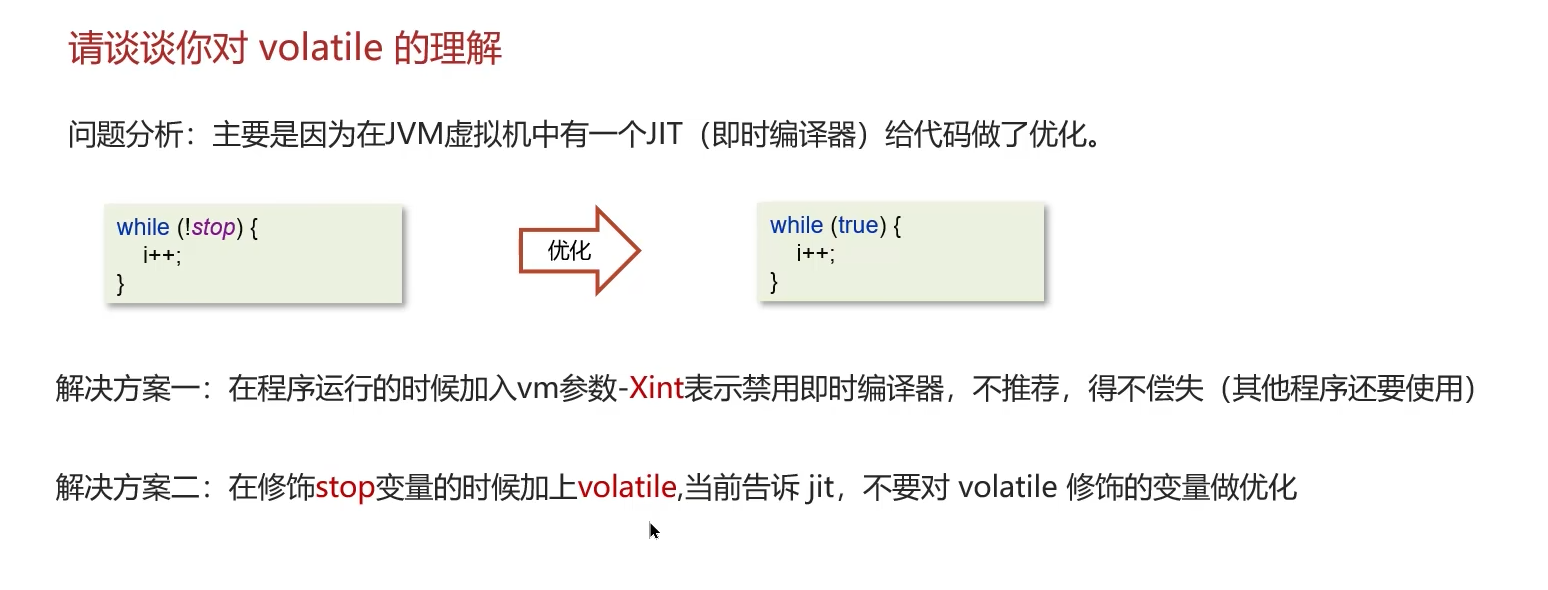 请谈谈你对 volatile 的理解
问题分析：主要是因为在JVM虚拟机中有一个JIT（即时编译器）给代码做了优化。
while (!stop) {
i++;
}
优化
while (true) {
i++;
}
解决方案一：在程序运行的时候加入vm参数-Xint表示禁用即时编译器，不推荐，得不偿失（其他程序还要使用）
解决方案二：在修饰stop变量的时候加上volatile,当前告诉 jit，不要对 volatile 修饰的变量做优化